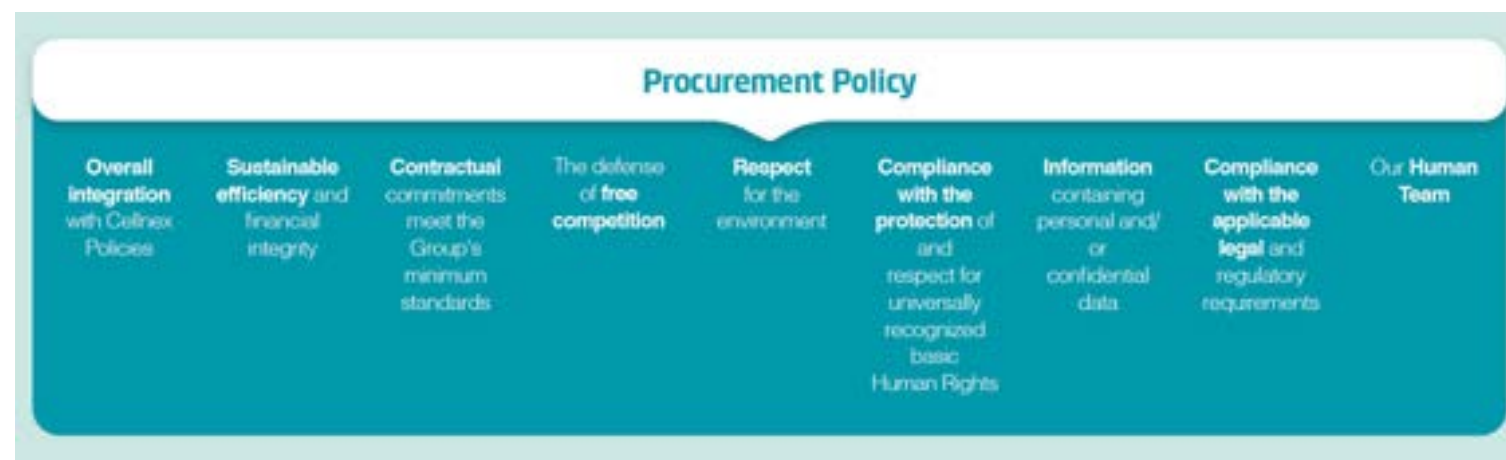 Procurement Policy
Overall
integration
with Cellnex
Policies
Sustainable
efficiency and
financial
integrity
Contractual
commitments
meet the
Group's
minimum
standards
The defense
of free
competition
Respect
for the
environment
Compliance
with the
protection of
and
respect for
universally
recognized
basic
Human Rights
Information
containing
personal and/
or
confidential
data
Compliance
with the
applicable
legal and
regulatory
requirements
Our Human
Team